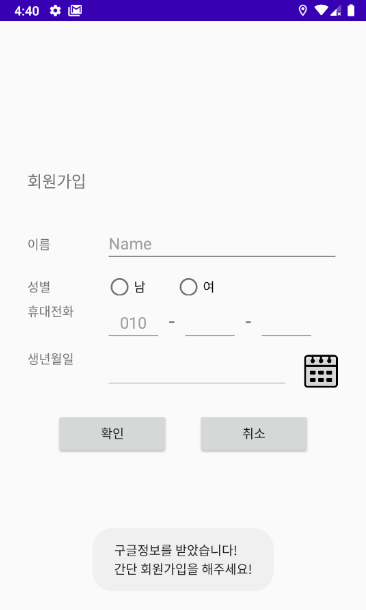 4:40
회원가입
이름 Name
성별 남 여
휴대전화 010 - -
생년월일
확인 취소
구글정보를 받았습니다!
간단 회원가입을 해주세요!